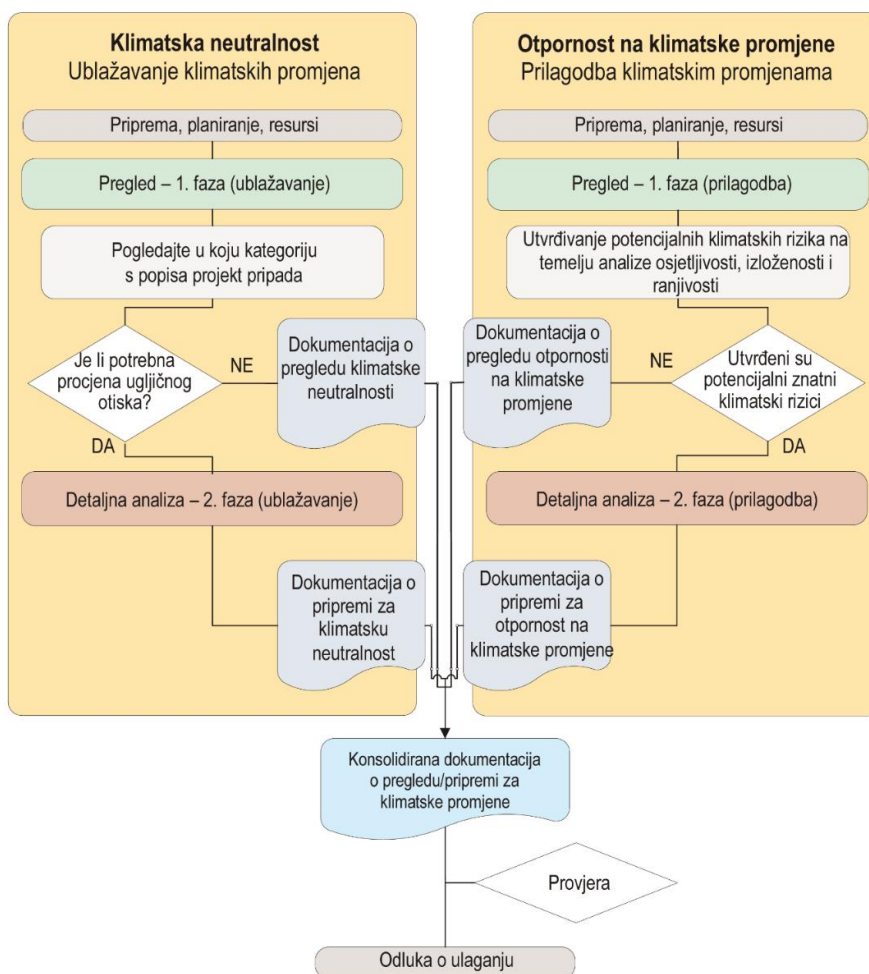 Klimatska neutralnost
Ublažavanje klimatskih promjena
Priprema, planiranje, resursi
Pregled – 1. faza (ublažavanje)
Pogledajte u koju kategoriju
s popisa projekt pripada
Je li potrebna
procjena ugljičnog
otiska?
NE
Dokumentacija o
pregledu klimatske
neutralnosti
DA
Detaljna analiza – 2. faza (ublažavanje)
Dokumentacija o
pripremi za
klimatsku
neutralnost
Otpornost na klimatske promjene
Prilagodba klimatskim promjenama
Priprema, planiranje, resursi
Pregled – 1. faza (prilagodba)
Utvrđivanje potencijalnih klimatskih rizika na
temelju analize osjetljivosti, izloženosti i
ranjivosti
Dokumentacija o
pregledu otpornosti
na klimatske
promjene
NE
Utvrđeni su
potencijalni znatni
klimatski rizici
DA
Detaljna analiza – 2. faza (prilagodba)
Dokumentacija o
pripremi za
otpornost na
klimatske promjene
Konsolidirana dokumentacija
o pregledu/pripremi za
klimatske promjene
Provjera
Odluka o ulaganju